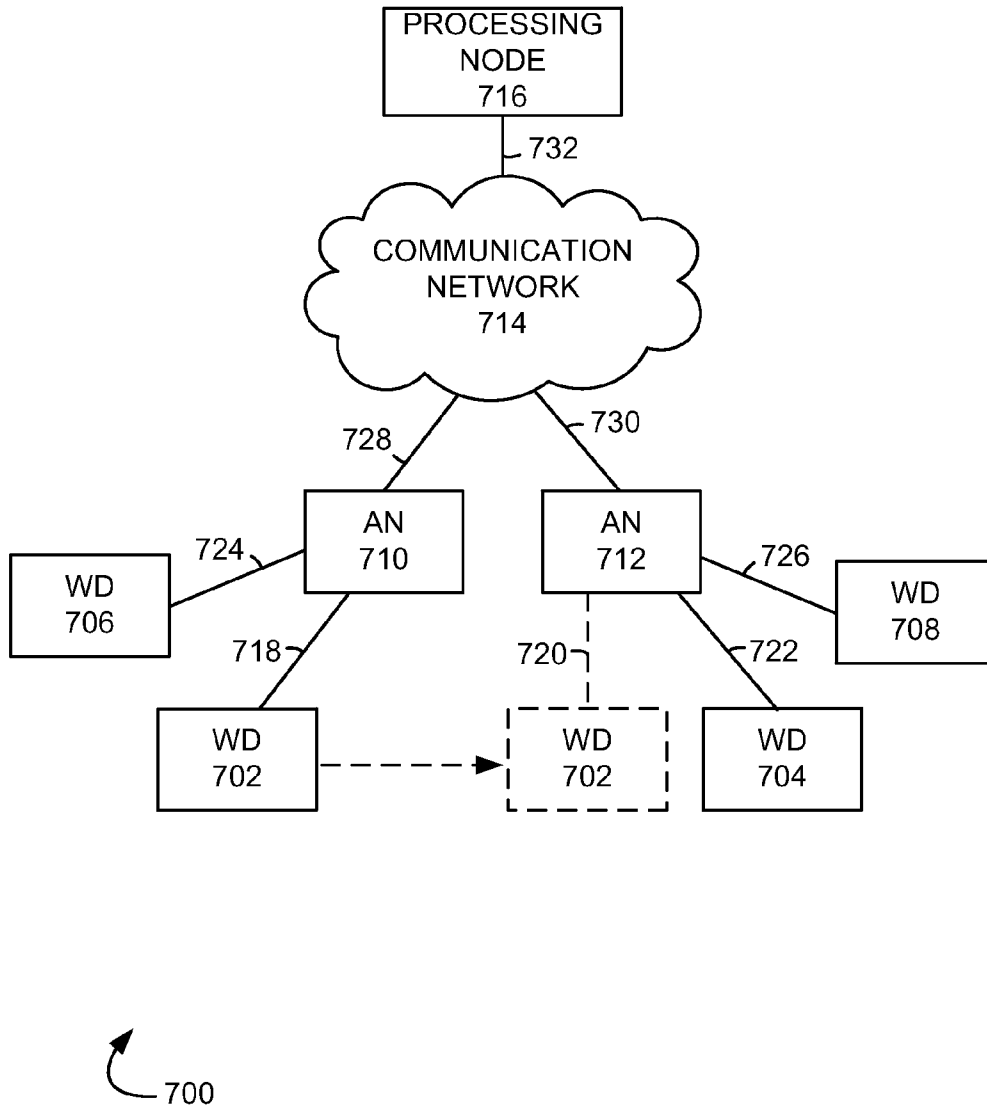 PROCESSING
NODE
716
732
COMMUNICATION
NETWORK
714
728
730
AN
710
AN
712
724
726
WD
706
WD
708
718
720
722
WD
702
WD
702
WD
704
700